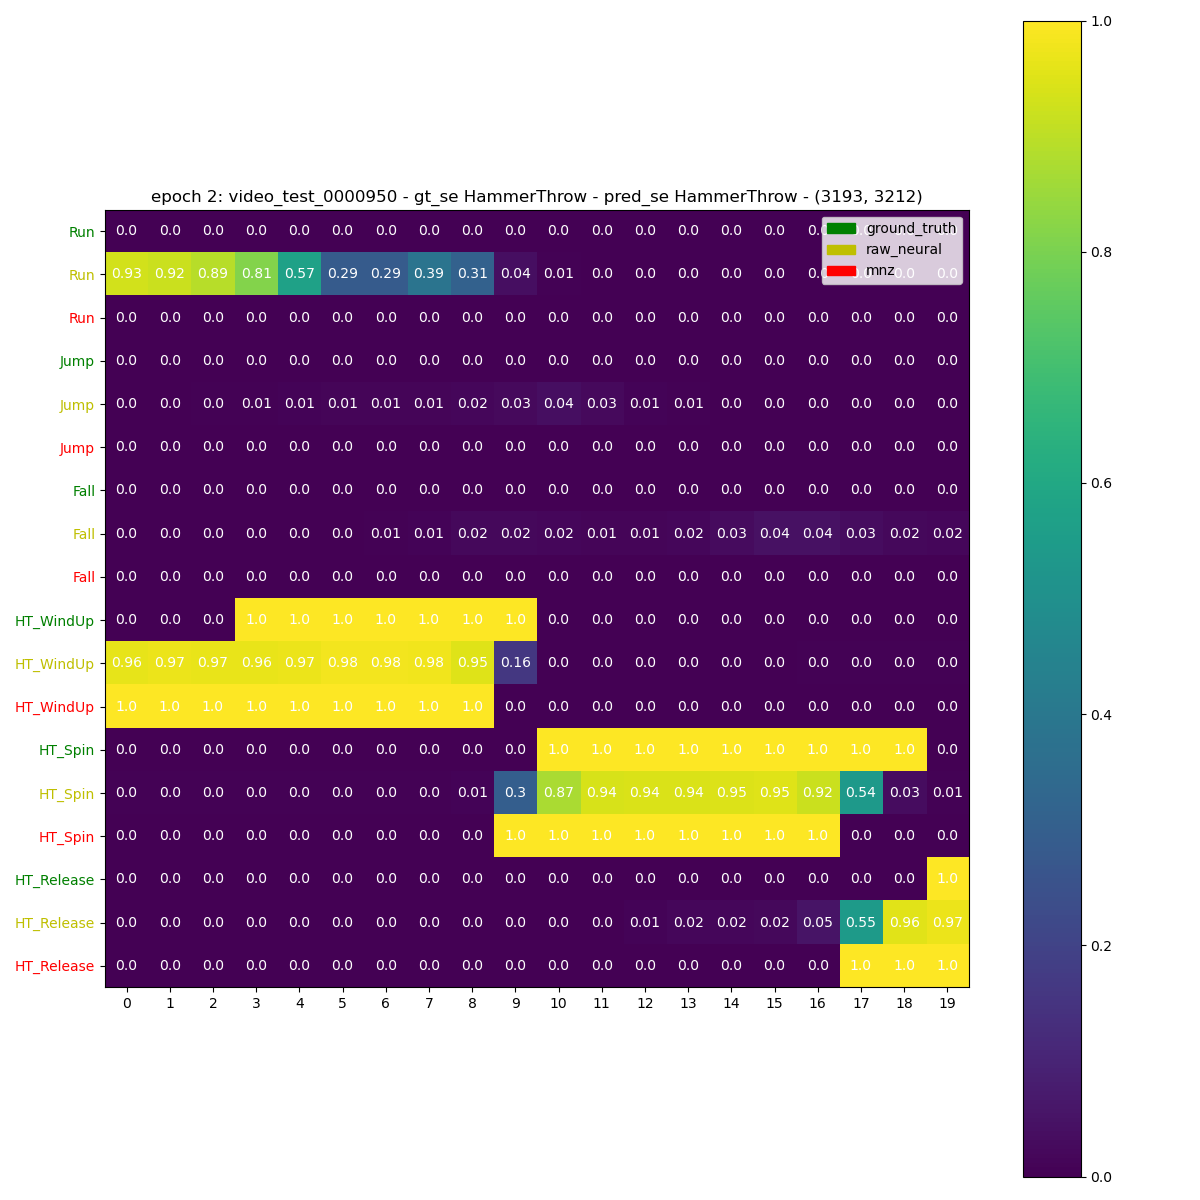 epoch 2: video_test_0000950 - gt_se HammerThrow - pred_se HammerThrow - (3193, 3212)
ground_truth
raw_neural
mnz
Run 0.0 0.0 0.0 0.0 0.0 0.0 0.0 0.0 0.0 0.0 0.0 0.0 0.0 0.0 0.0 0.0
Run 0.93 0.92 0.89 0.81 0.57 0.29 0.29 0.39 0.31 0.04 0.01 0.0 0.0 0.0 0.0 0.0 0.0 0.0
Run 0.0 0.0 0.0 0.0 0.0 0.0 0.0 0.0 0.0 0.0 0.0 0.0 0.0 0.0 0.0 0.0 0.0 0.0 0.0 0.0
Jump 0.0 0.0 0.0 0.0 0.0 0.0 0.0 0.0 0.0 0.0 0.0 0.0 0.0 0.0 0.0 0.0 0.0 0.0 0.0 0.0
Jump 0.0 0.0 0.0 0.01 0.01 0.01 0.01 0.01 0.02 0.03 0.04 0.03 0.01 0.01 0.0 0.0 0.0 0.0 0.0 0.0
Jump 0.0 0.0 0.0 0.0 0.0 0.0 0.0 0.0 0.0 0.0 0.0 0.0 0.0 0.0 0.0 0.0 0.0 0.0 0.0 0.0
Fall 0.0 0.0 0.0 0.0 0.0 0.0 0.0 0.0 0.0 0.0 0.0 0.0 0.0 0.0 0.0 0.0 0.0 0.0 0.0 0.0
Fall 0.0 0.0 0.0 0.0 0.0 0.0 0.01 0.01 0.02 0.02 0.02 0.01 0.01 0.02 0.03 0.04 0.04 0.03 0.02 0.02
Fall 0.0 0.0 0.0 0.0 0.0 0.0 0.0 0.0 0.0 0.0 0.0 0.0 0.0 0.0 0.0 0.0 0.0 0.0 0.0 0.0
HT_WindUp 0.0 0.0 0.0 1.0 1.0 1.0 1.0 1.0 1.0 1.0 0.0 0.0 0.0 0.0 0.0 0.0 0.0 0.0 0.0 0.0
HT_WindUp 0.96 0.97 0.97 0.96 0.97 0.98 0.98 0.98 0.95 0.16 0.0 0.0 0.0 0.0 0.0 0.0 0.0 0.0 0.0 0.0
HT_WindUp 1.0 1.0 1.0 1.0 1.0 1.0 1.0 1.0 1.0 0.0 0.0 0.0 0.0 0.0 0.0 0.0 0.0 0.0 0.0 0.0
HT_Spin 0.0 0.0 0.0 0.0 0.0 0.0 0.0 0.0 0.0 0.0 1.0 1.0 1.0 1.0 1.0 1.0 1.0 1.0 1.0 0.0
HT_Spin 0.0 0.0 0.0 0.0 0.0 0.0 0.0 0.0 0.01 0.3 0.87 0.94 0.94 0.94 0.95 0.95 0.92 0.54 0.03 0.01
HT_Spin 0.0 0.0 0.0 0.0 0.0 0.0 0.0 0.0 0.0 1.0 1.0 1.0 1.0 1.0 1.0 1.0 1.0 0.0 0.0 0.0
HT_Release 0.0 0.0 0.0 0.0 0.0 0.0 0.0 0.0 0.0 0.0 0.0 0.0 0.0 0.0 0.0 0.0 0.0 0.0 0.0 1.0
HT_Release 0.0 0.0 0.0 0.0 0.0 0.0 0.0 0.0 0.0 0.0 0.0 0.0 0.01 0.02 0.02 0.02 0.05 0.55 0.96 0.97
HT_Release 0.0 0.0 0.0 0.0 0.0 0.0 0.0 0.0 0.0 0.0 0.0 0.0 0.0 0.0 0.0 0.0 0.0 1.0 1.0 1.0
0 1 2 3 4 5 6 7 8 9 10 11 12 13 14 15 16 17 18 19
1.0
0.8
0.6
0.4
0.2
0.0